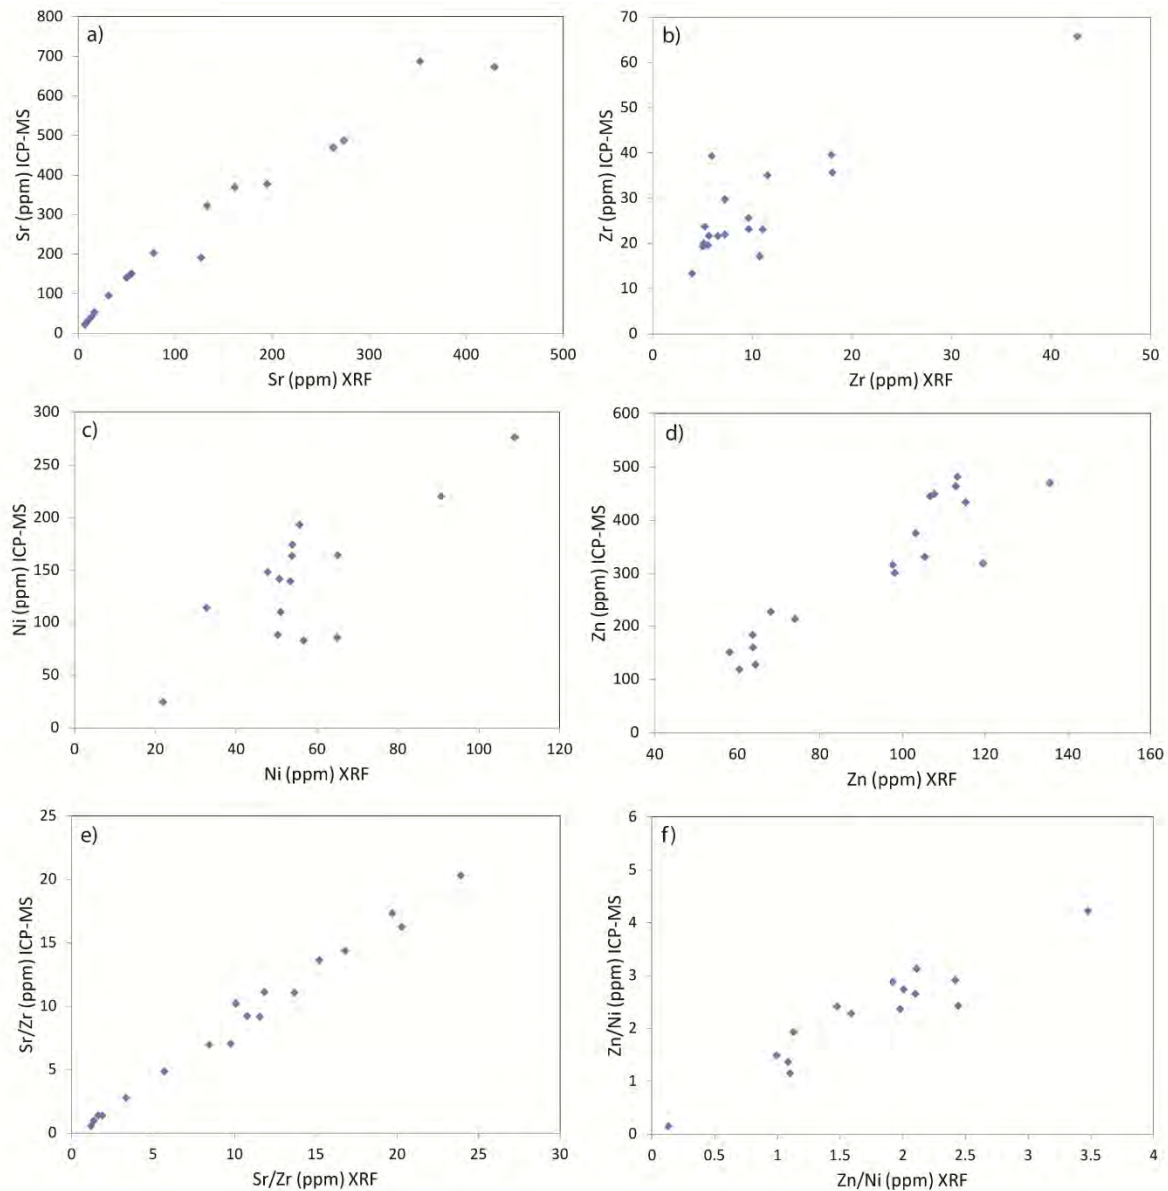 a)
800
700
600
500
400
300
200
100
0
0 100 200 300 400 500
Sr (ppm) ICP-MS
Sr (ppm) XRF
b)
70
60
50
40
30
20
10
0
0 10 20 30 40 50
Zr (ppm) ICP-MS
Zr (ppm) XRF
c)
300
250
200
150
100
50
0
0 20 40 60 80 100 120
Ni (ppm) ICP-MS
Ni (ppm) XRF
d)
600
500
400
300
200
100
0
40 60 80 100 120 140 160
Zn (ppm) ICP-MS
Zn (ppm) XRF
e)
25
20
15
10
5
0
0 5 10 15 20 25 30
Sr/Zr (ppm) ICP-MS
Sr/Zr (ppm) XRF
f)
6
5
4
3
2
1
0
0 0.5 1 1.5 2 2.5 3 3.5 4
Zn/Ni (ppm) ICP-MS
Zn/Ni (ppm) XRF